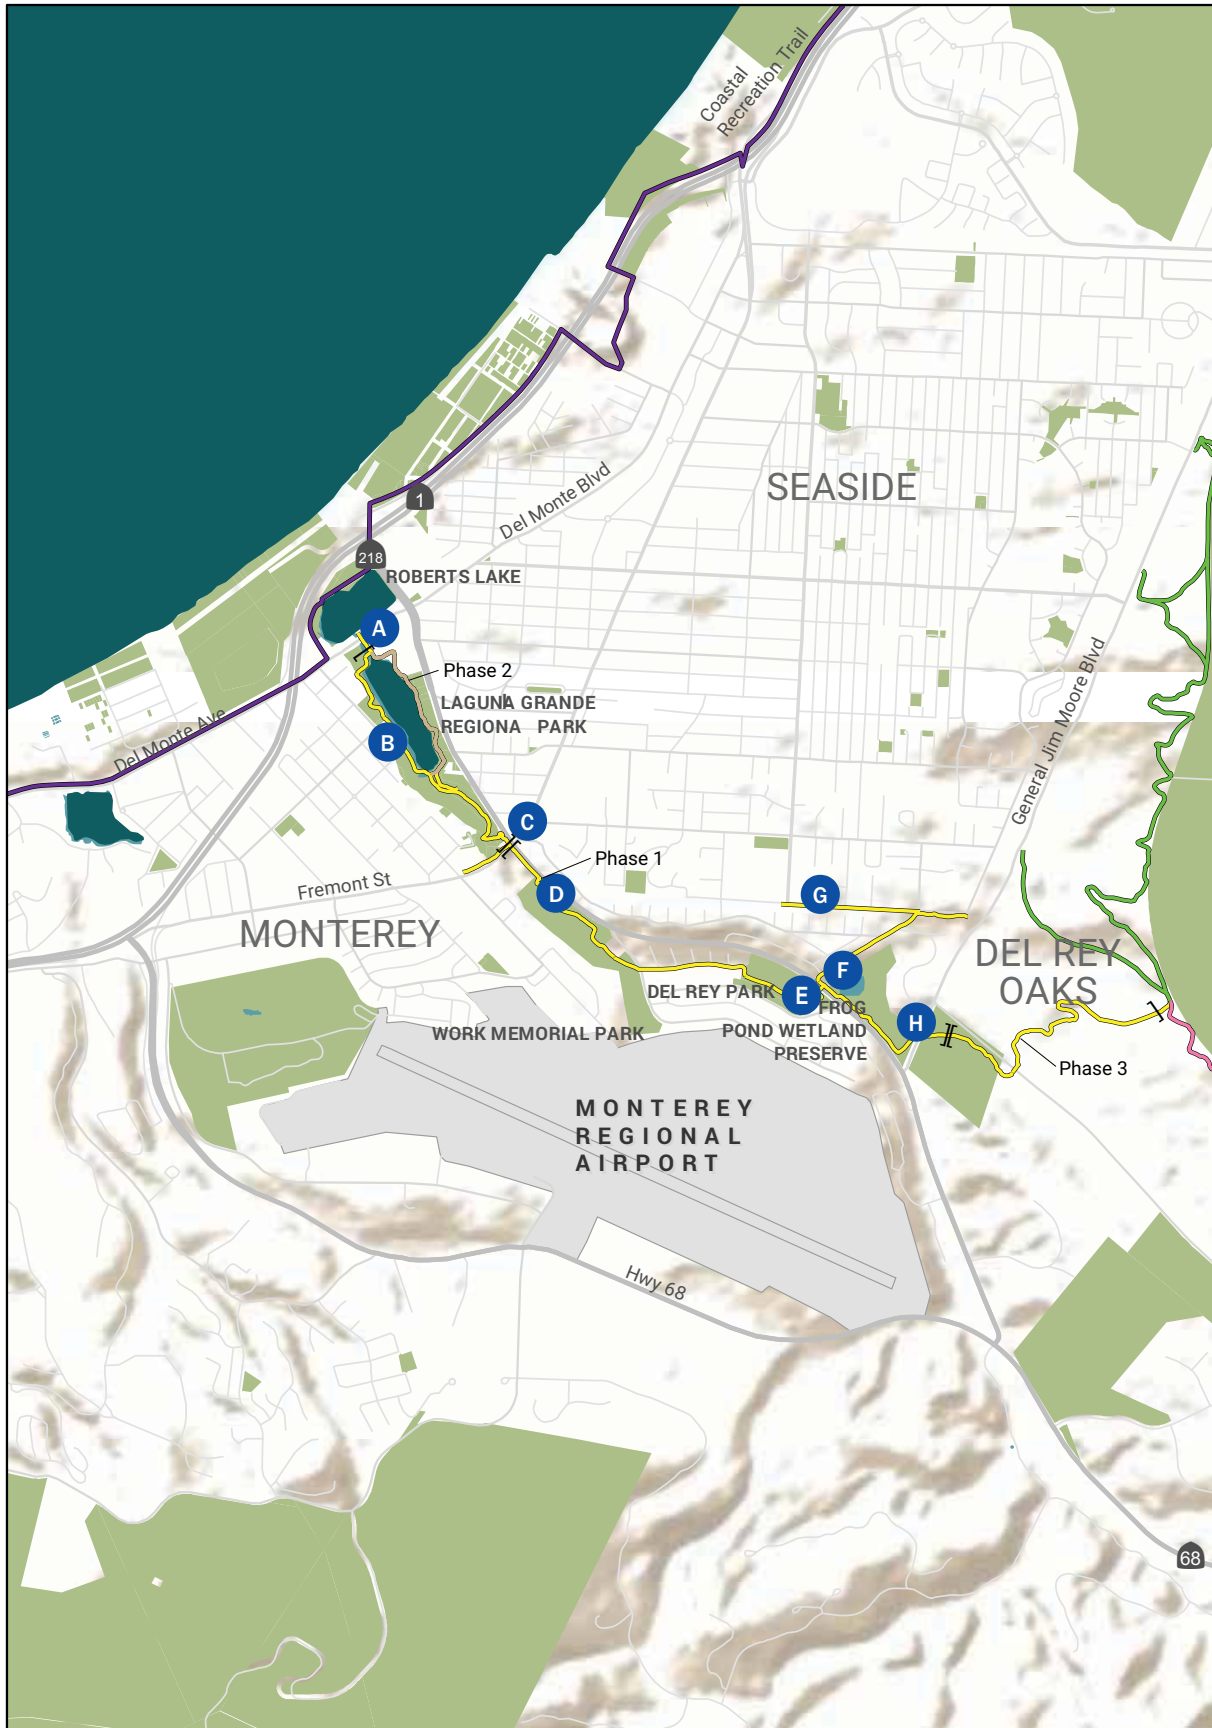 Coastal
Recreation Trail
SEASIDE
1
Del Monte Blvd
218
ROBERTS LAKE
A
Phase 2
LAGUNA GRANDE
REGIONAL PARK
B
Del Monte Ave
General Jim Moore Blvd
C
Phase 1
Fremont St
D
G
MONTEREY
DEL REY
OAKS
F
DEL REY PARK
E
FROG
POND WETLAND
PRESERVE
H
WORK MEMORIAL PARK
Phase 3
MONTEREY
REGIONAL
AIRPORT
Hwy 68
68